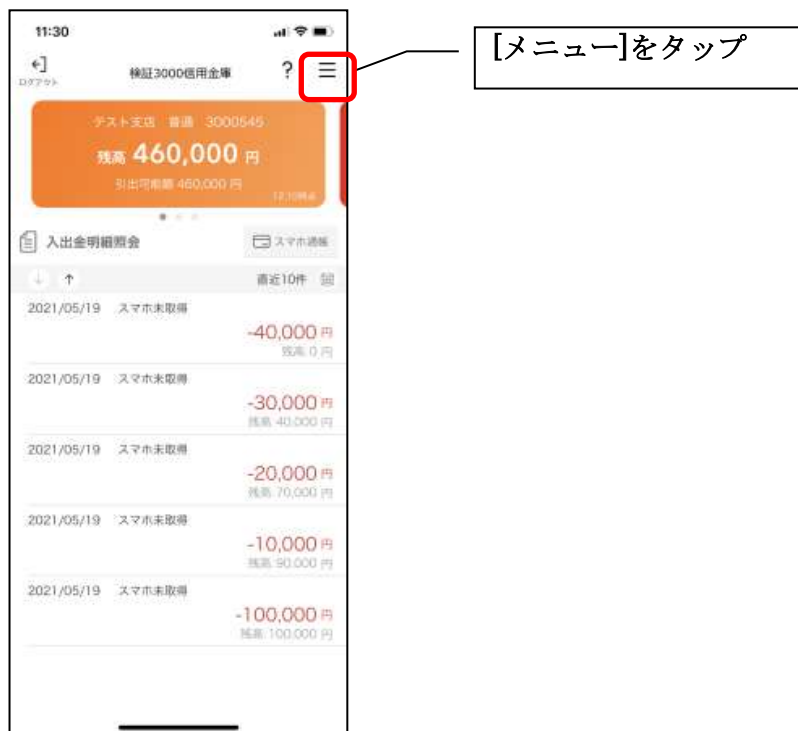 11:30
ログアウト
検証3000信用金庫
?
[メニュー]をタップ
テスト支店 普通 3000545
残高 460,000 円
引出可能額 460,000 円
入出金明細照会
スマホ通帳
↓ ↑
直近10件
2021/05/19 スマホ未取得
-40,000 円
残高 0 円
2021/05/19 スマホ未取得
-30,000 円
残高 40,000 円
2021/05/19 スマホ未取得
-20,000 円
残高 70,000 円
2021/05/19 スマホ未取得
-10,000 円
残高 90,000 円
2021/05/19 スマホ未取得
-100,000 円
残高 100,000 円